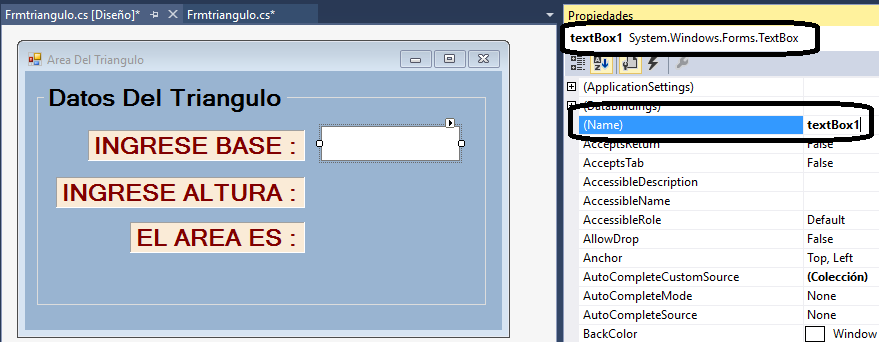 Frmtriangulo.cs [Diseño]* Frmtriangulo.cs*
Area Del Triangulo
Datos Del Triangulo
INGRESE BASE :
INGRESE ALTURA :
EL AREA ES :
Propiedades
textBox1 System.Windows.Forms.TextBox
(ApplicationSettings)
(DataBindings)
(Name) textBox1
AcceptsReturn False
AcceptsTab False
AccessibleDescription
AccessibleName
AccessibleRole Default
AllowDrop False
Anchor Top, Left
AutoCompleteCustomSource (Colección)
AutoCompleteMode None
AutoCompleteSource None
BackColor Window